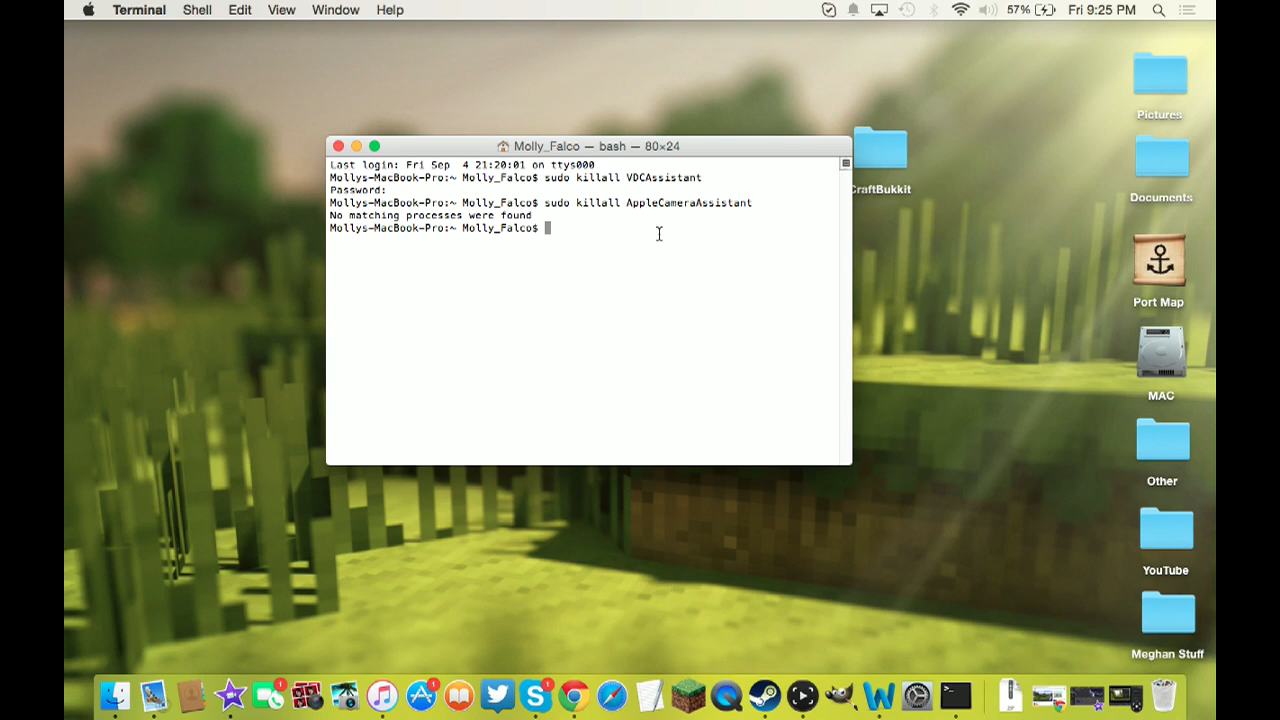 Terminal Shell Edit View Window Help 57% Fri 9:25 PM
Molly_Falco — bash — 80×24
Last login: Fri Sep  4 21:20:01 on ttys000
Mollys-MacBook-Pro:~ Molly_Falco$ sudo killall VDCAssistant
Password:
Mollys-MacBook-Pro:~ Molly_Falco$ sudo killall AppleCameraAssistant
No matching processes were found
Mollys-MacBook-Pro:~ Molly_Falco$
CraftBukkit
Pictures
Documents
Port Map
MAC
Other
YouTube
Meghan Stuff
1
1
1